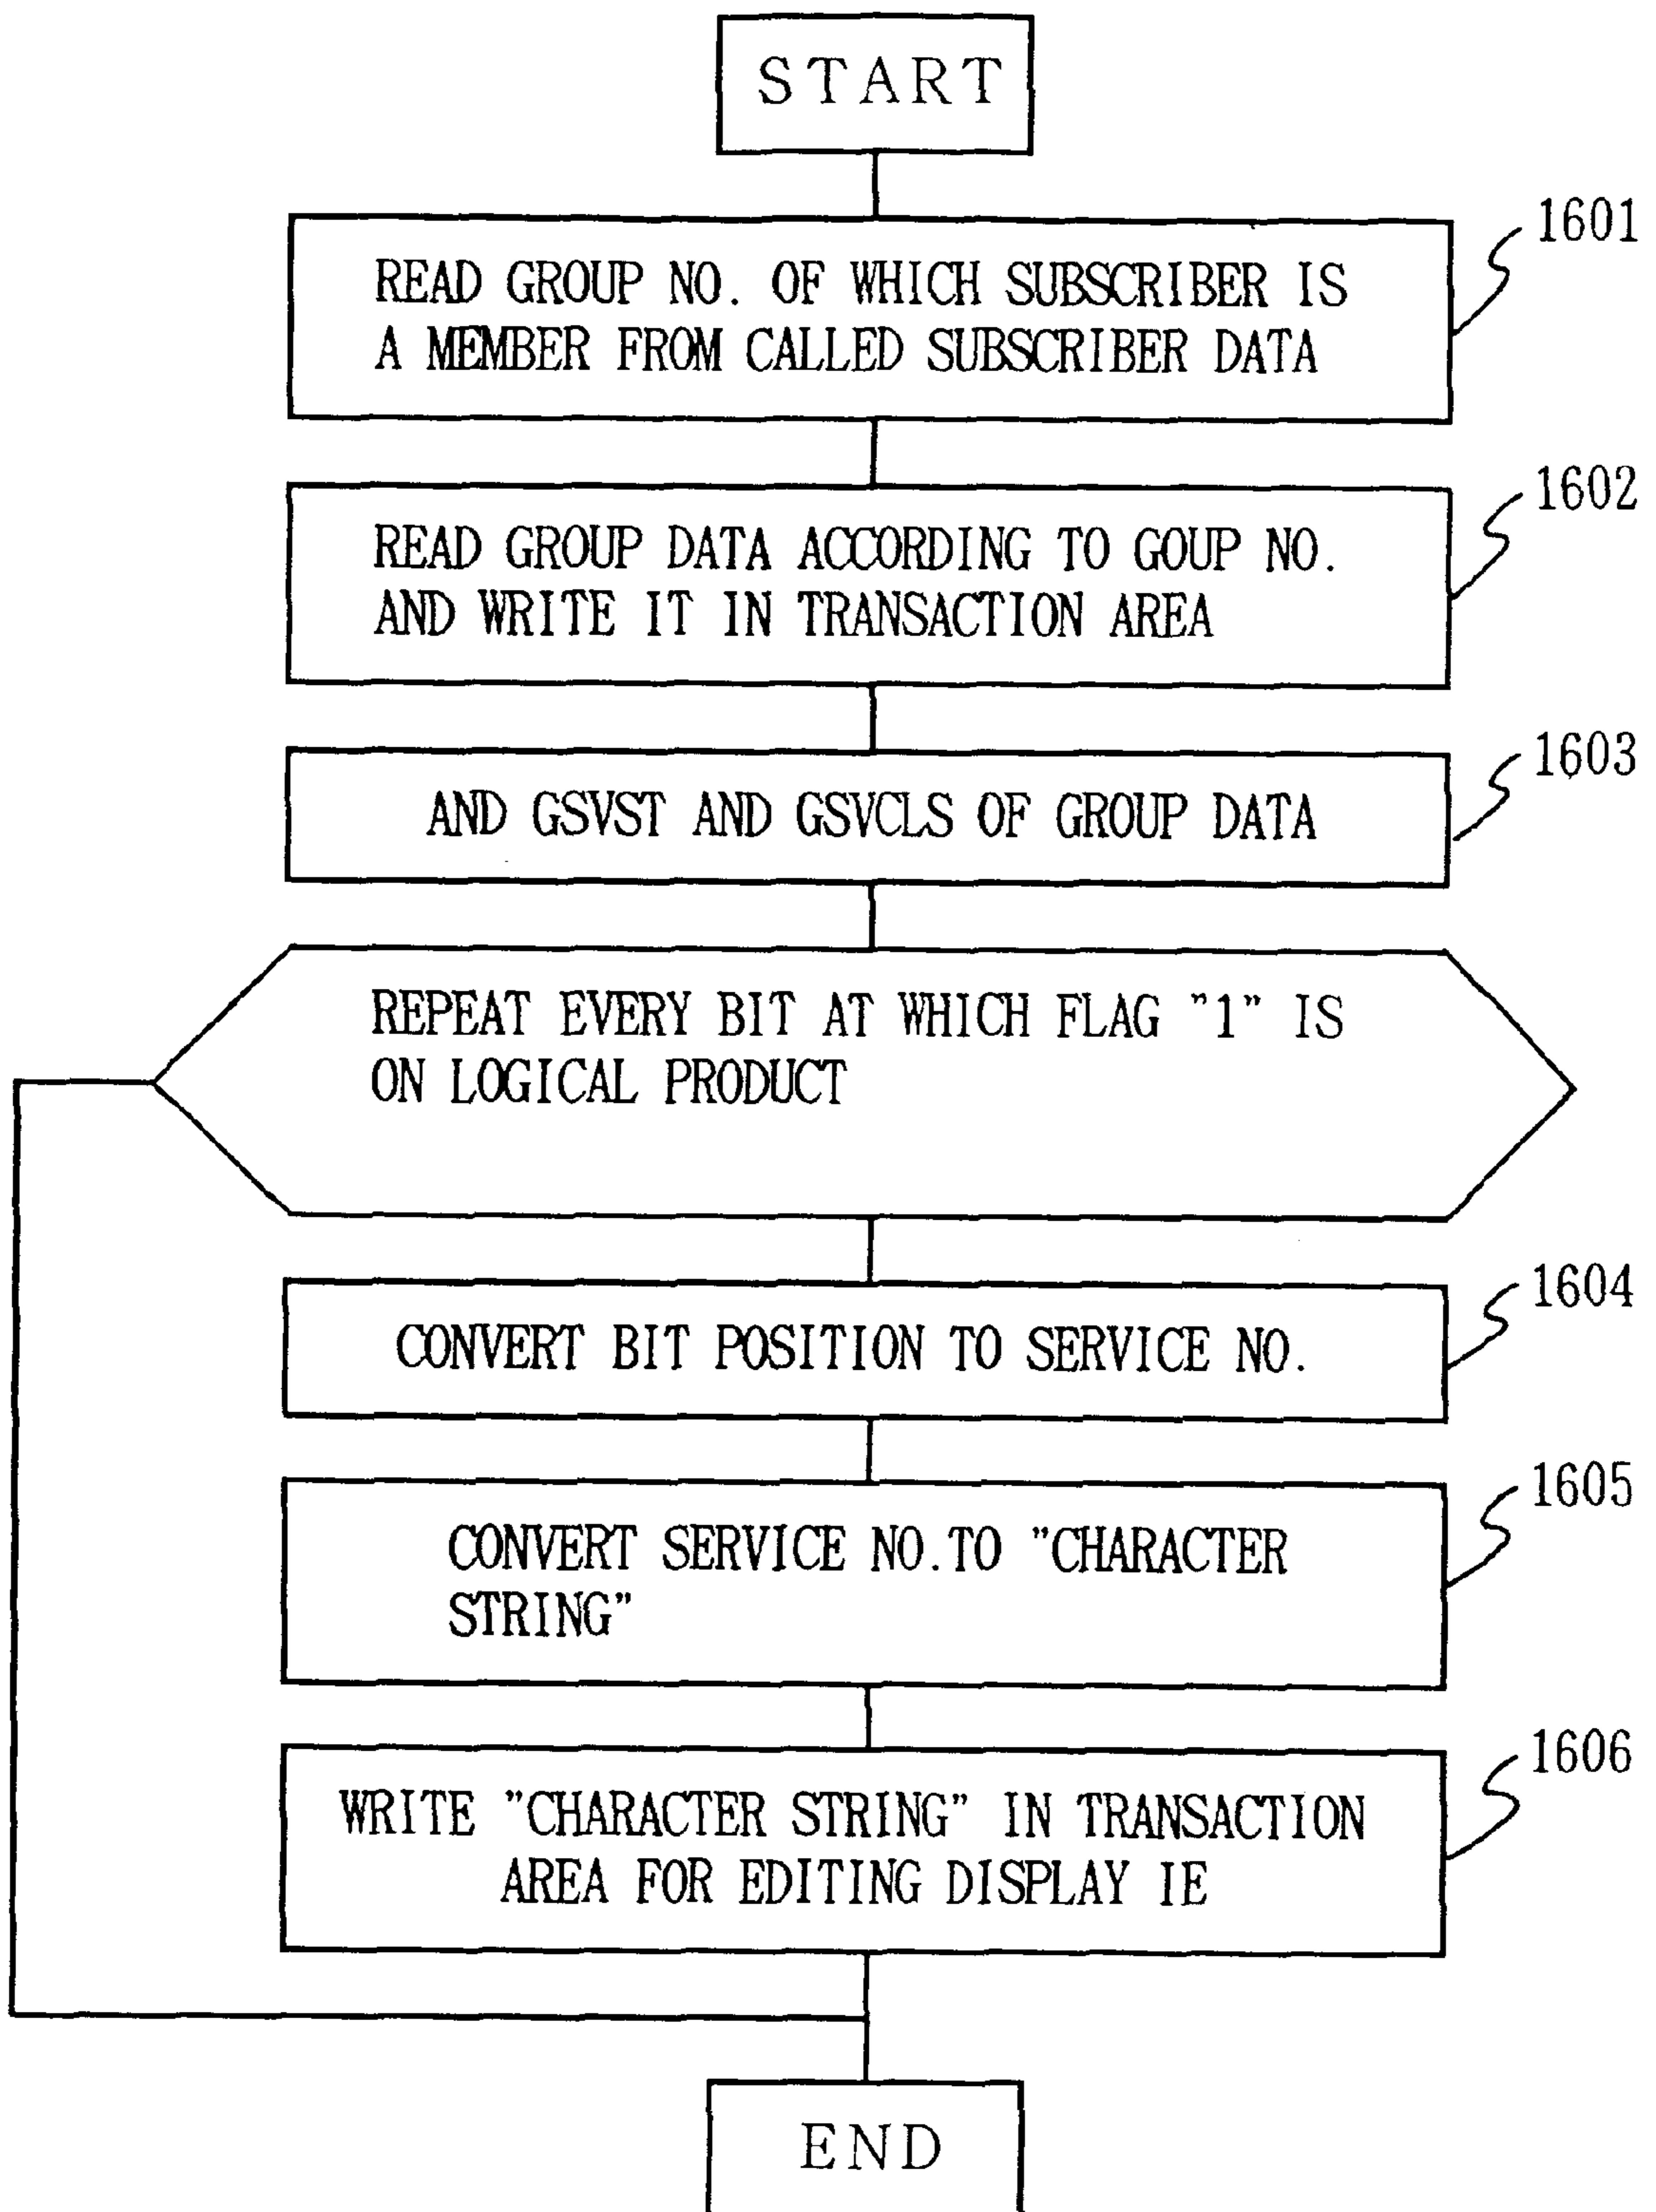 START
1601
READ GROUP NO. OF WHICH SUBSCRIBER IS
A MEMBER FROM CALLED SUBSCRIBER DATA
1602
READ GROUP DATA ACCORDING TO GOUP NO.
AND WRITE IT IN TRANSACTION AREA
1603
AND GSVST AND GSVCLS OF GROUP DATA
REPEAT EVERY BIT AT WHICH FLAG "1" IS
ON LOGICAL PRODUCT
1604
CONVERT BIT POSITION TO SERVICE NO.
1605
CONVERT SERVICE NO.TO "CHARACTER
STRING"
1606
WRITE "CHARACTER STRING" IN TRANSACTION
AREA FOR EDITING DISPLAY IE
END